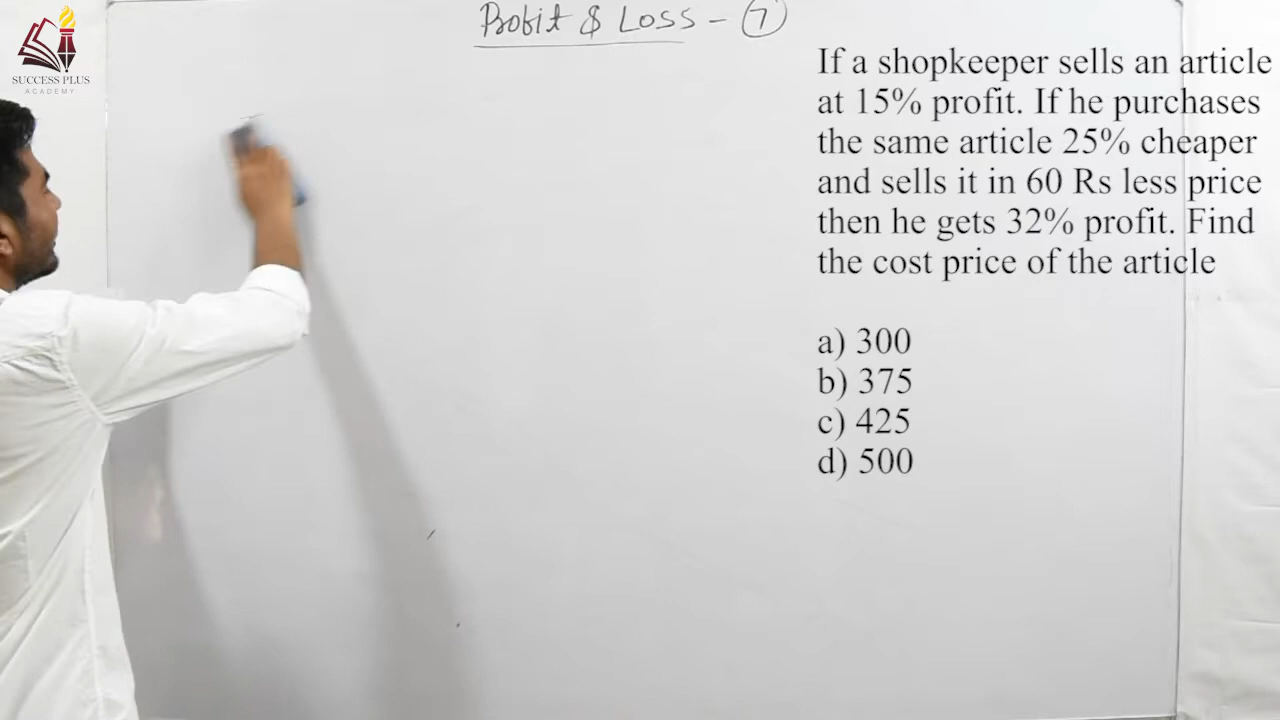 SUCCESS PLUS
ACADEMY
Profit & Loss - 7
If a shopkeeper sells an article
at 15% profit. If he purchases
the same article 25% cheaper
and sells it in 60 Rs less price
then he gets 32% profit. Find
the cost price of the article
a) 300
b) 375
c) 425
d) 500